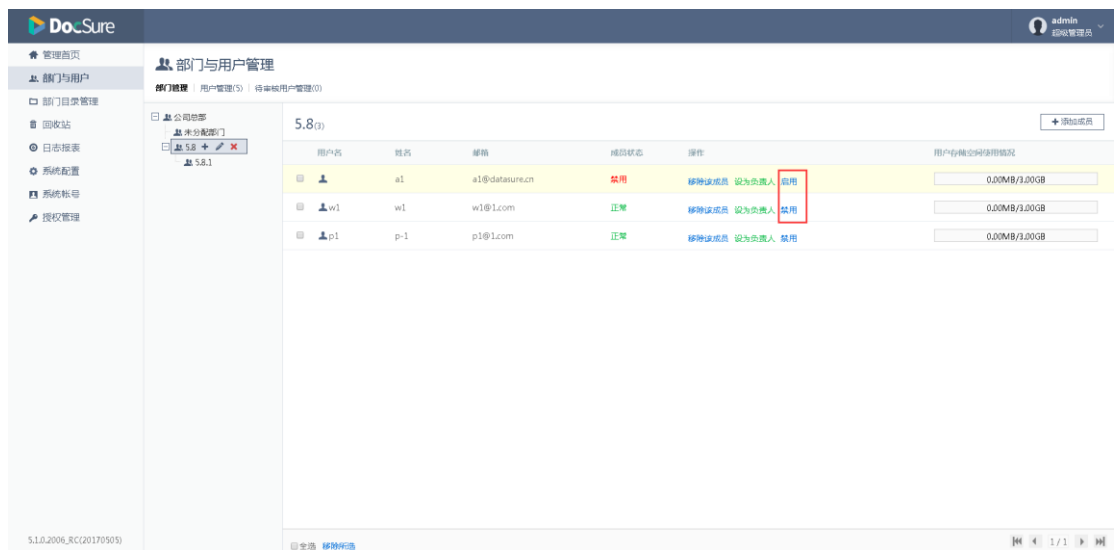 DocSure
admin
超级管理员
管理首页
部门与用户
部门目录管理
回收站
日志报表
系统配置
系统帐号
授权管理
部门与用户管理
部门管理 用户管理(5) 待审核用户管理(0)
公司总部
未分配部门
5.8
5.8.1
5.8(3)
添加成员
用户名 姓名 邮箱 成员状态 操作 用户存储空间使用情况
a1 a1@datasure.cn 禁用 移除该成员 设为负责人 启用 0.00MB/3.00GB
w1 w1 w1@1.com 正常 移除该成员 设为负责人 禁用 0.00MB/3.00GB
p1 p-1 p1@1.com 正常 移除该成员 设为负责人 禁用 0.00MB/3.00GB
5.1.0.2006_RC(20170505)
全选 移除所选
1/1